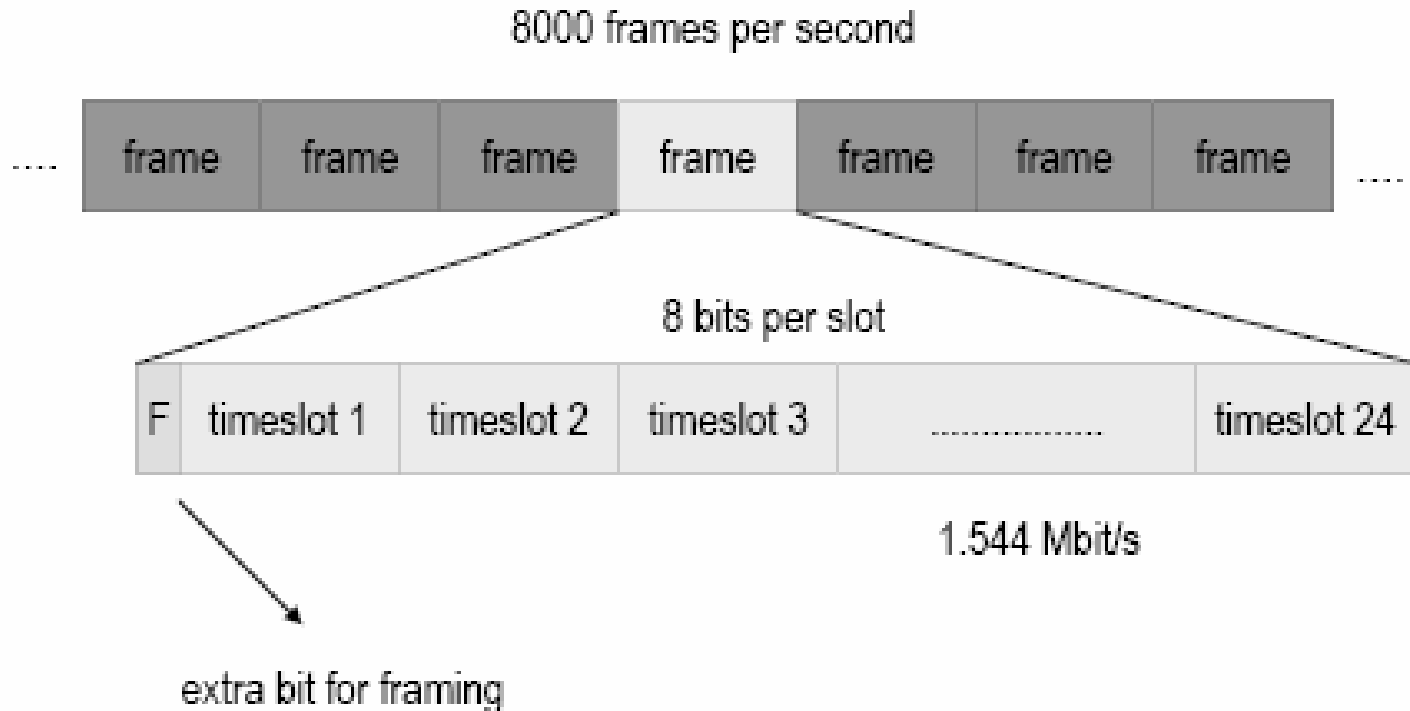 8000 frames per second
.... frame frame frame frame frame frame frame ....
8 bits per slot
F timeslot 1 timeslot 2 timeslot 3 ................. timeslot 24
1.544 Mbit/s
extra bit for framing